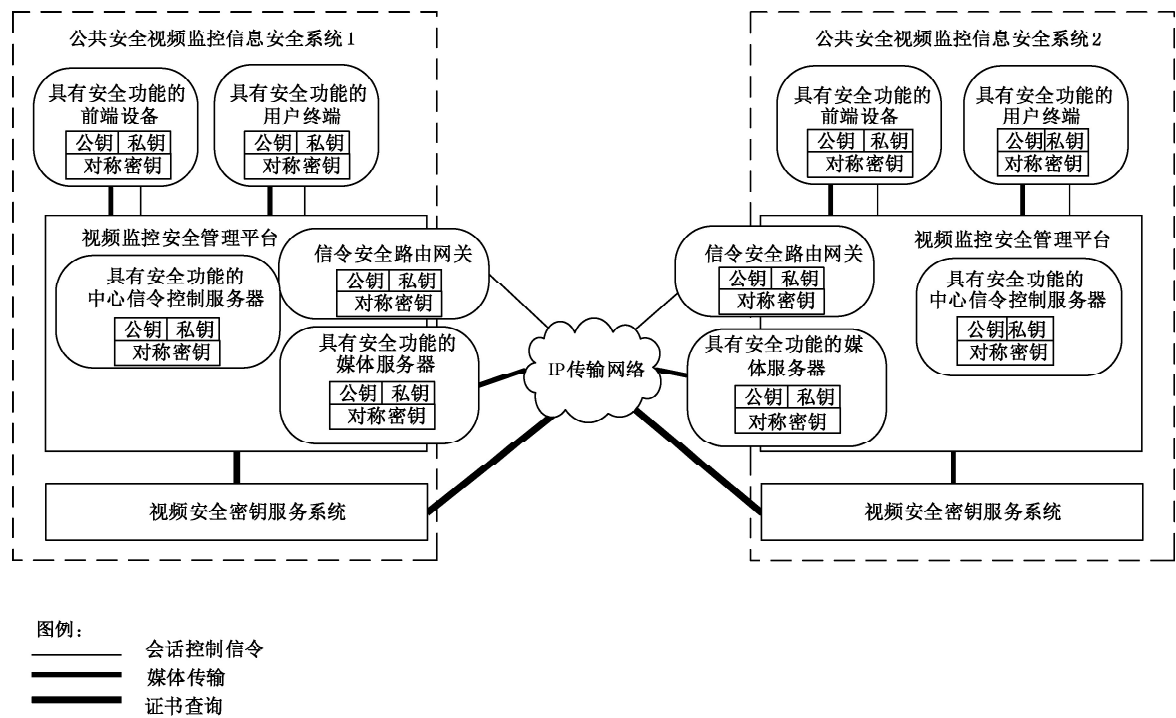 公共安全视频监控信息安全系统1
具有安全功能的
前端设备
公钥 私钥
对称密钥
具有安全功能的
用户终端
公钥 私钥
对称密钥
视频监控安全管理平台
具有安全功能的
中心信令控制服务器
公钥 私钥
对称密钥
信令安全路由网关
公钥 私钥
对称密钥
具有安全功能的
媒体服务器
公钥 私钥
对称密钥
视频安全密钥服务系统
IP传输网络
公共安全视频监控信息安全系统2
具有安全功能的
前端设备
公钥 私钥
对称密钥
具有安全功能的
用户终端
公钥 私钥
对称密钥
信令安全路由网关
公钥 私钥
对称密钥
具有安全功能的媒
体服务器
公钥 私钥
对称密钥
视频监控安全管理平台
具有安全功能的
中心信令控制服务器
公钥 私钥
对称密钥
视频安全密钥服务系统
图例:
会话控制信令
媒体传输
证书查询